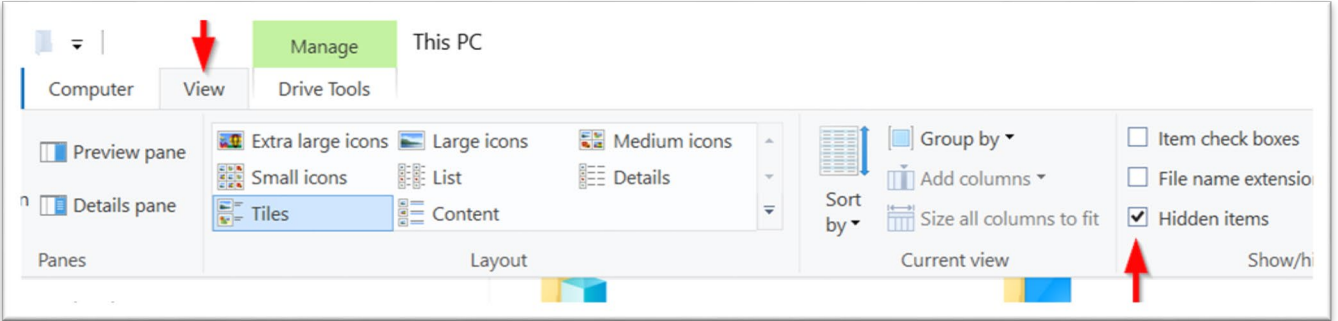 Manage This PC
Computer View Drive Tools
Preview pane
Details pane
Panes
Extra large icons Large icons Medium icons
Small icons List Details
Tiles Content
Layout
Sort by
Group by
Add columns
Size all columns to fit
Current view
Item check boxes
File name extensio
Hidden items
Show/hi